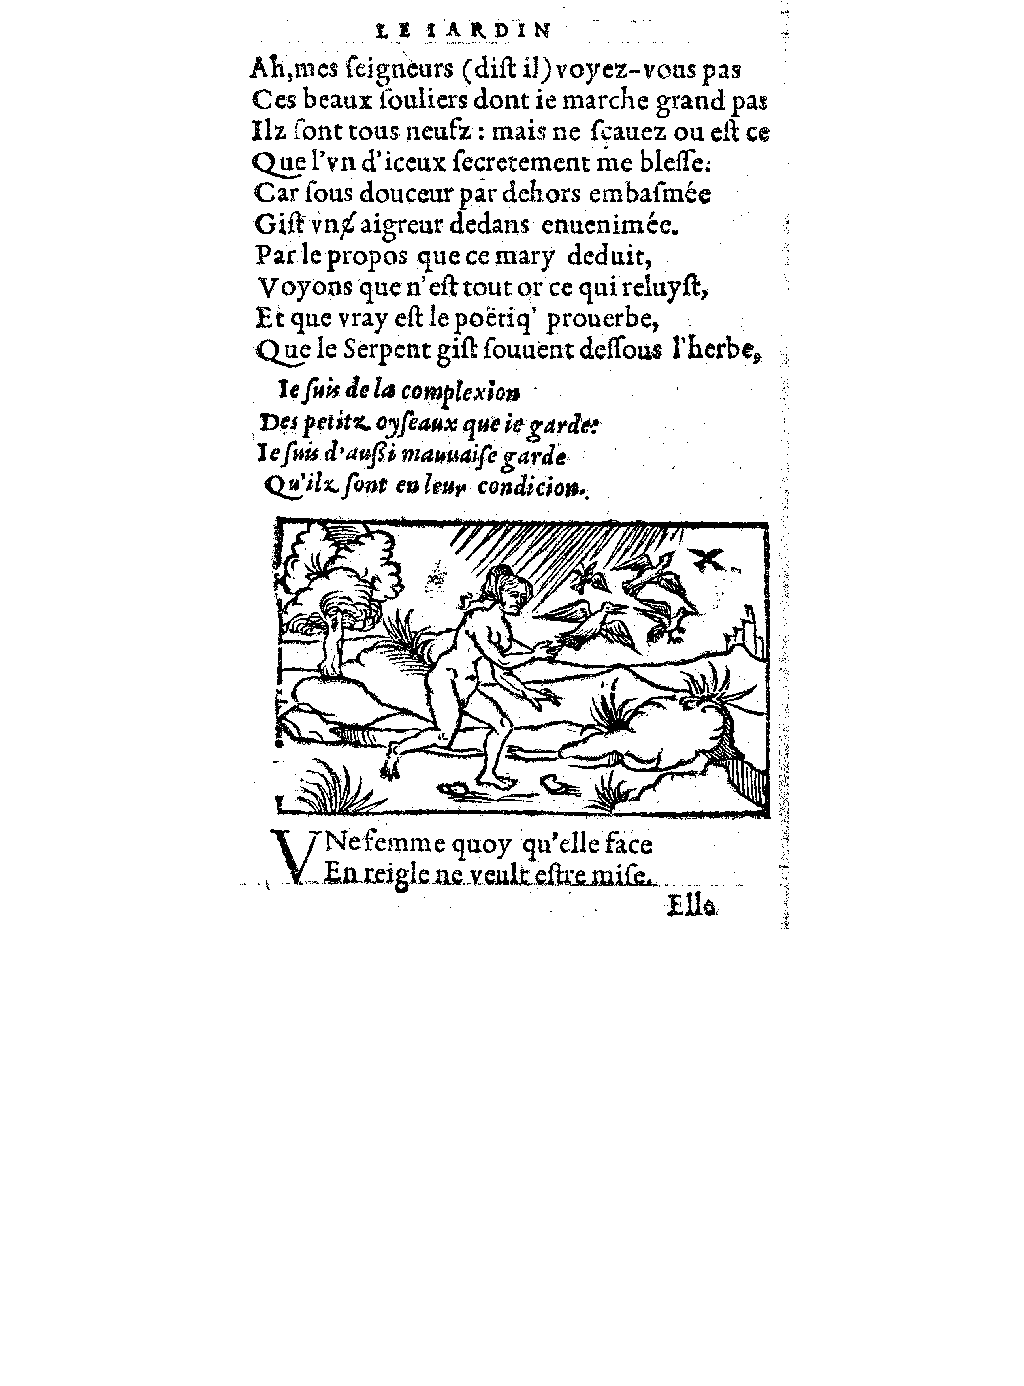 LE IARDIN
Ah, mes ſeigneurs (diſt il) voyez-vous pas
Ces beaux ſouliers dont ie marche grand pas
Ilz ſont tous neufz : mais ne ſçauez ou eſt ce
Que l'vn d'iceux ſecretement me bleſſe:
Car ſous douceur par dehors embaſmée
Giſt vne aigreur dedans enuenimée.
Par le propos que ce mary deduit,
Voyons que n'eſt tout or ce qui reluyſt,
Et que vray eſt le poëtiq' prouerbe,
Que le Serpent giſt ſouuent deſſous l'herbe,
Ie ſuis de la complexion
Des petitz oyſeaux que ie garde:
Ie ſuis d'auſſi mauuaiſe garde
Qu'ilz ſont en leur condicion.
VNe femme quoy qu'elle face
En reigle ne veult eſtre miſe.
Elle